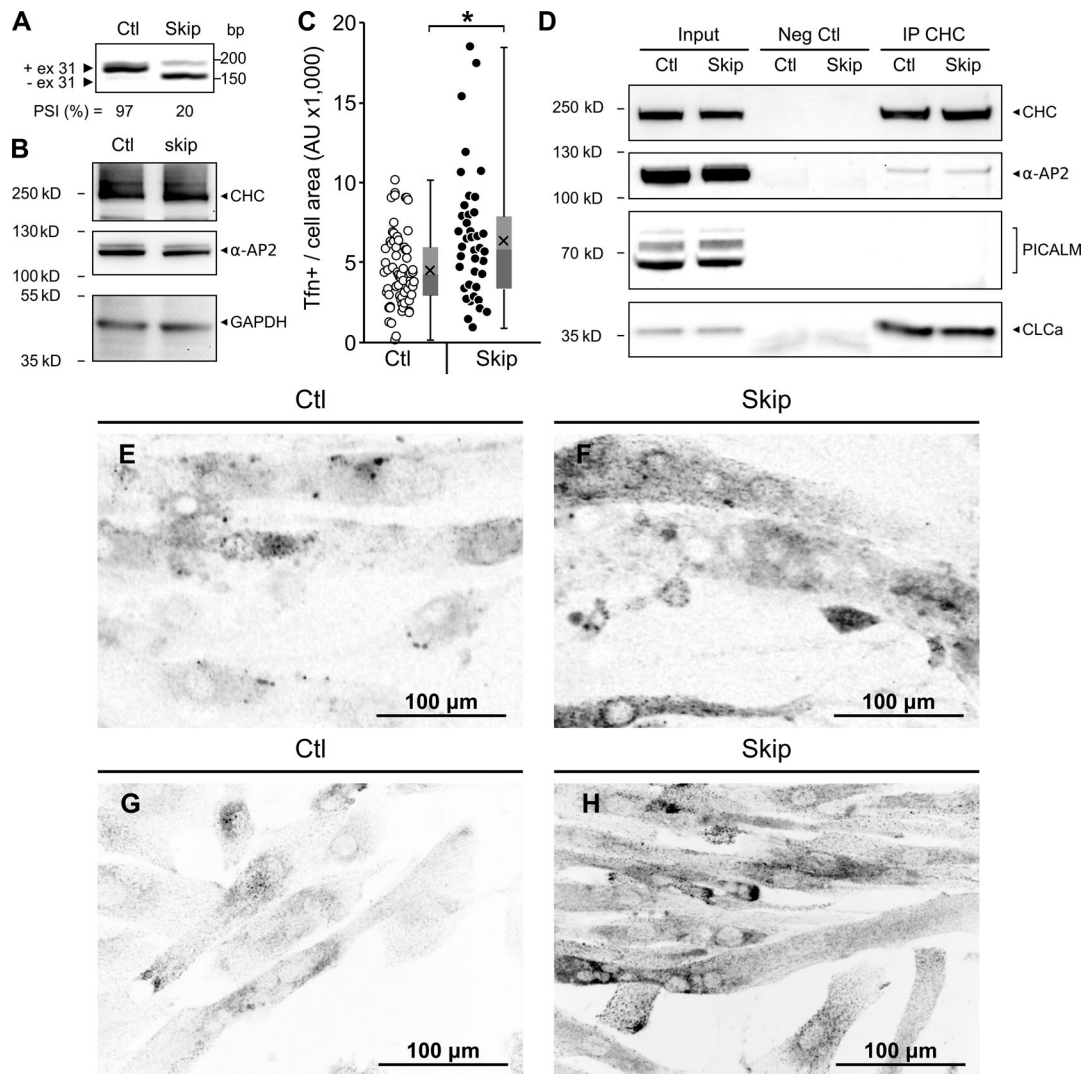 A
Ctl Skip bp
+ ex 31
- ex 31
200
150
PSI (%) = 97 20
B
Ctl skip
250 kD CHC
130 kD
α-AP2
100 kD
55 kD
GAPDH
35 kD
C
*
Tfn+ / cell area (AU x1,000)
20
15
10
5
0
Ctl Skip
D
Input Neg Ctl IP CHC
Ctl Skip Ctl Skip Ctl Skip
250 kD CHC
130 kD
α-AP2
100 kD
70 kD PICALM
35 kD CLCa
Ctl Skip
E F
100 µm 100 µm
Ctl Skip
G H
100 µm 100 µm